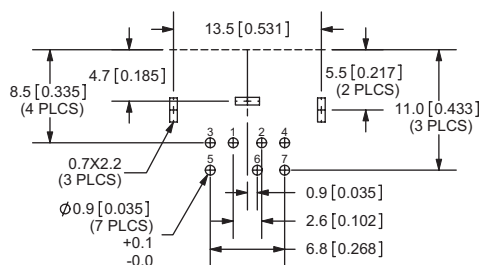 13.5 [0.531]
8.5 [0.335]
(4 PLCS)
4.7 [0.185]
5.5 [0.217]
(2 PLCS)
11.0 [0.433]
(3 PLCS)
3 1 2 4
5 6 7
0.7X2.2
(3 PLCS)
Ø0.9 [0.035]
(7 PLCS)
+0.1
-0.0
0.9 [0.035]
2.6 [0.102]
6.8 [0.268]